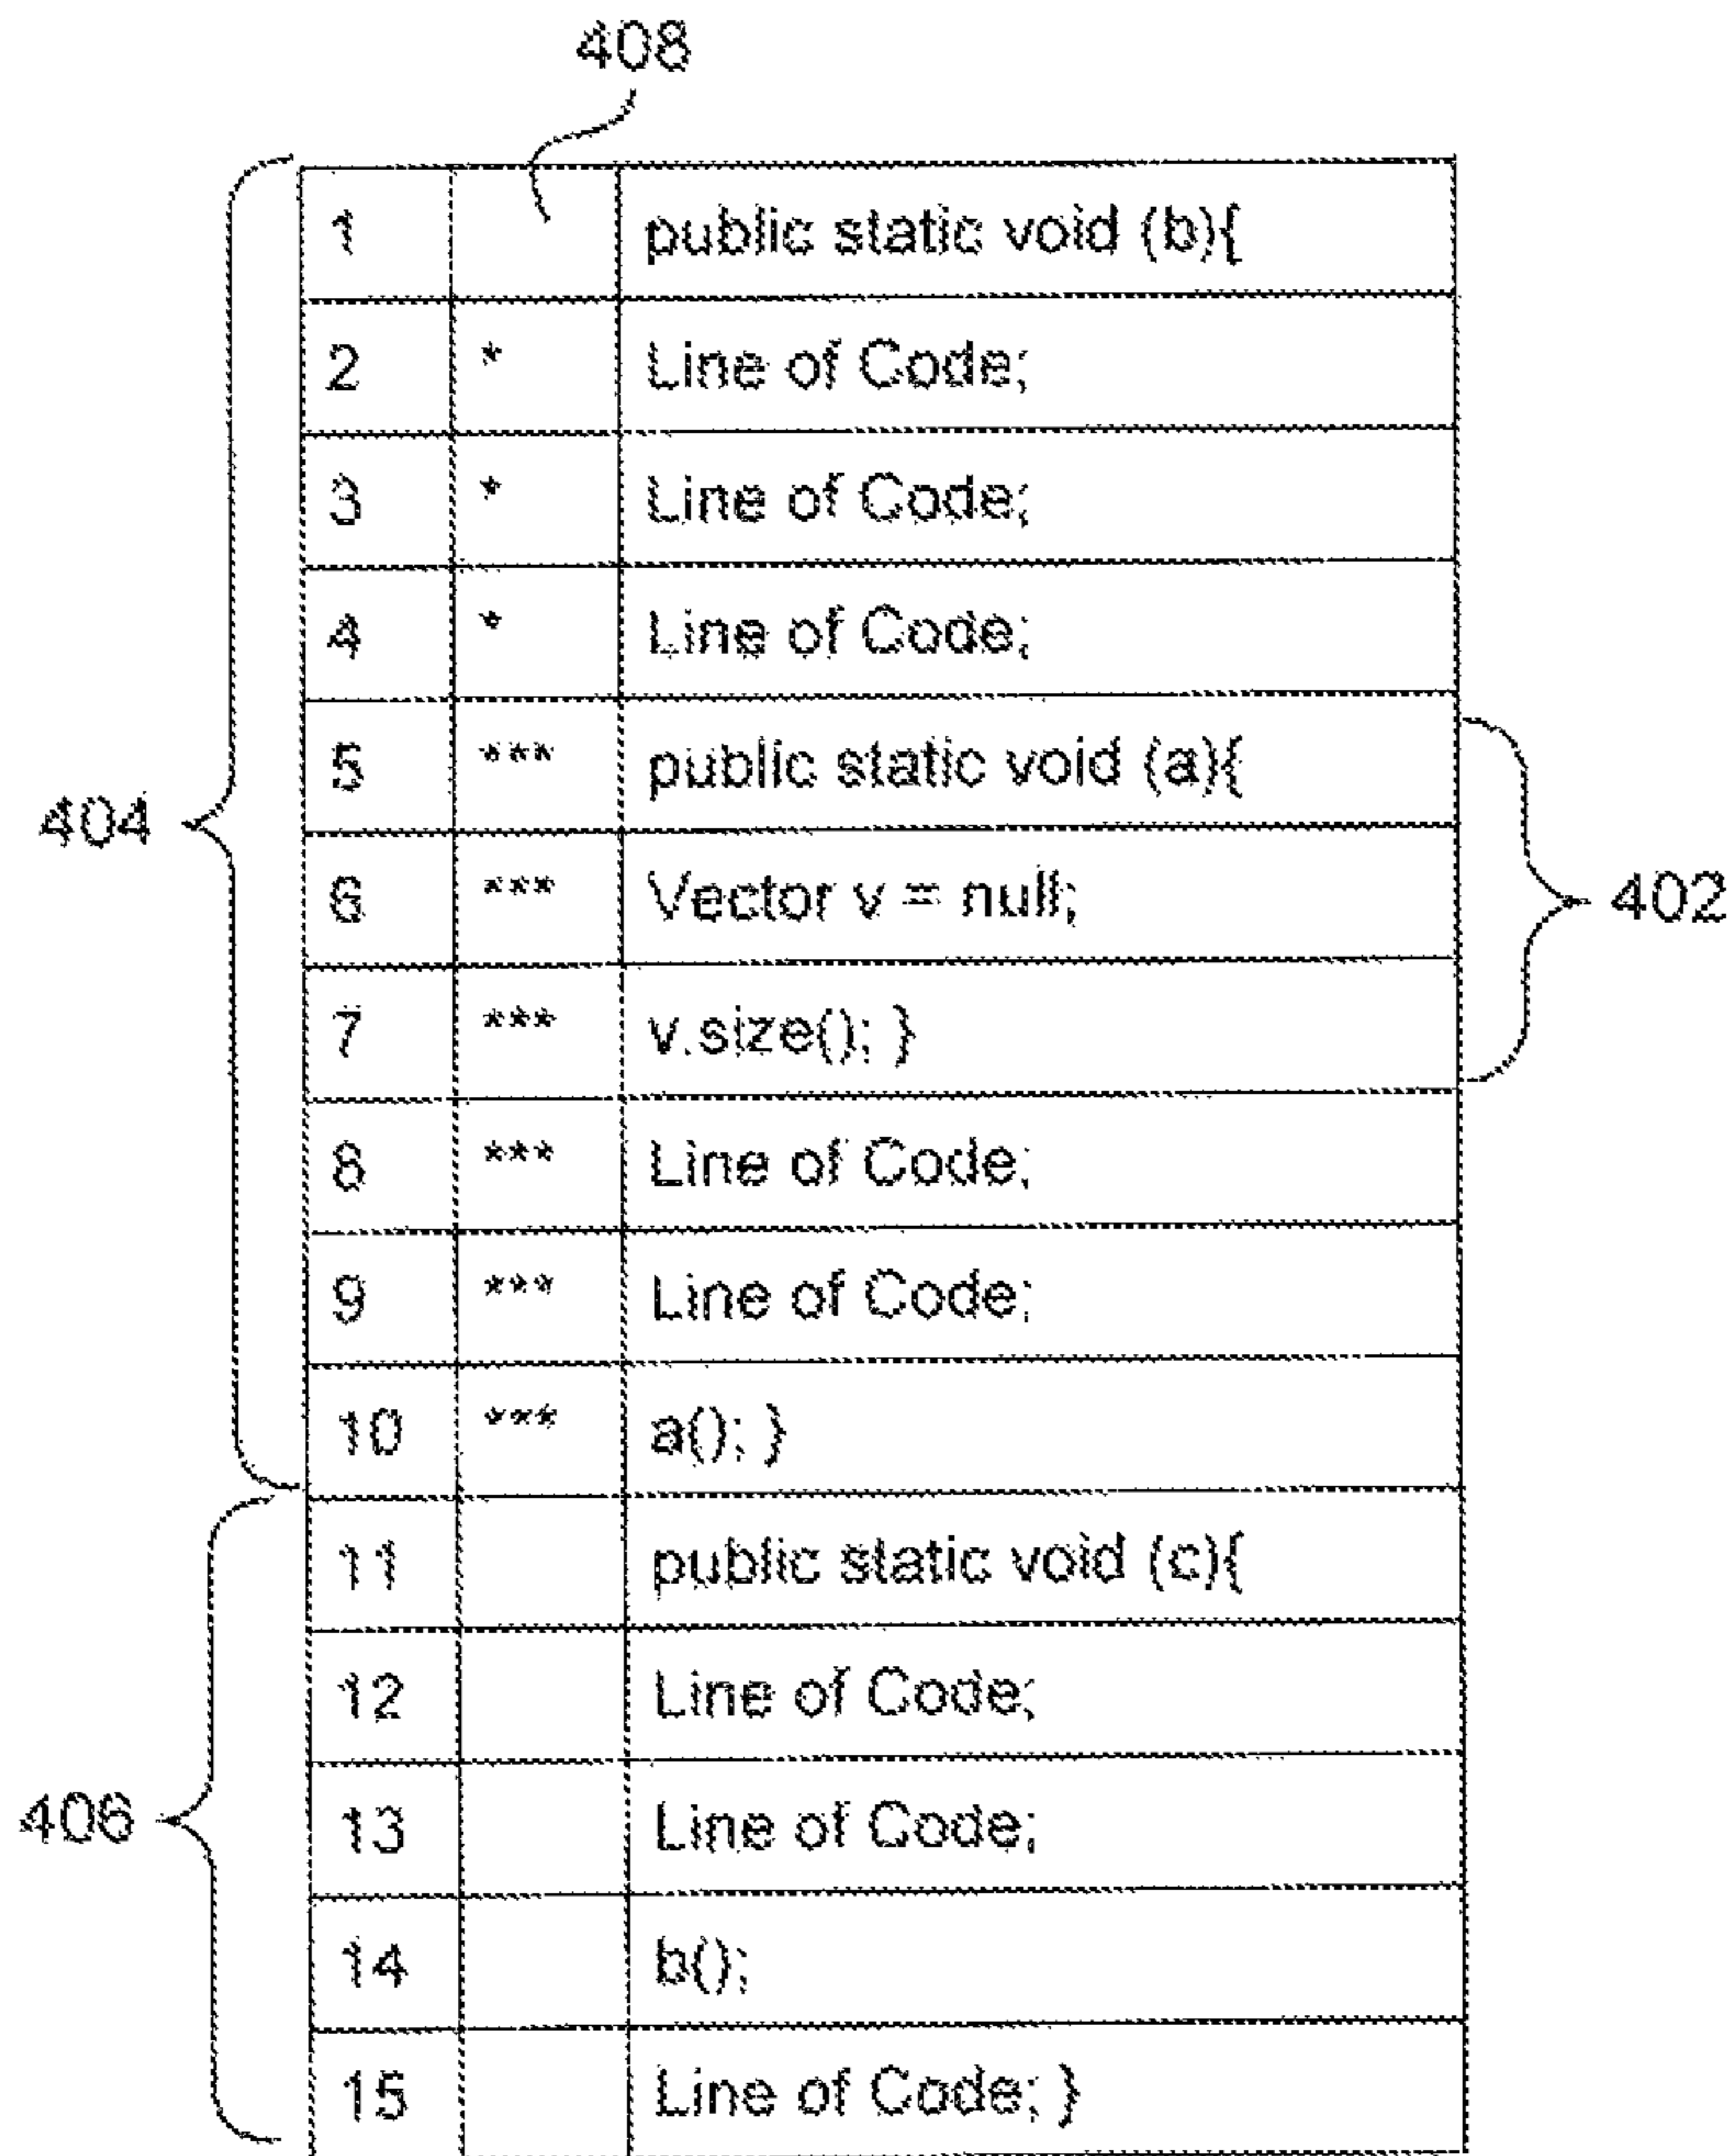 408
1 public static void (b){
2 * Line of Code;
3 * Line of Code;
4 * Line of Code;
5 *** public static void (a){
404
6 *** Vector v = null;
402
7 *** v.size(); }
8 *** Line of Code;
9 *** Line of Code;
10 *** a(); }
11 public static void (c){
12 Line of Code;
406
13 Line of Code;
14 b();
15 Line of Code; }